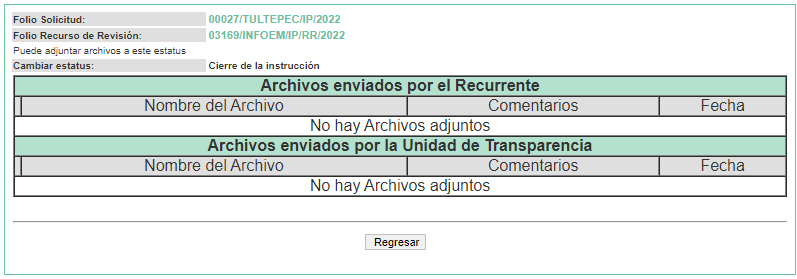 Folio Solicitud: 00027/TULTEPEC/IP/2022
Folio Recurso de Revisión: 03169/INFOEM/IP/RR/2022
Puede adjuntar archivos a este estatus
Cambiar estatus: Cierre de la instrucción
Archivos enviados por el Recurrente
Nombre del Archivo Comentarios Fecha
No hay Archivos adjuntos
Archivos enviados por la Unidad de Transparencia
Nombre del Archivo Comentarios Fecha
No hay Archivos adjuntos
Regresar